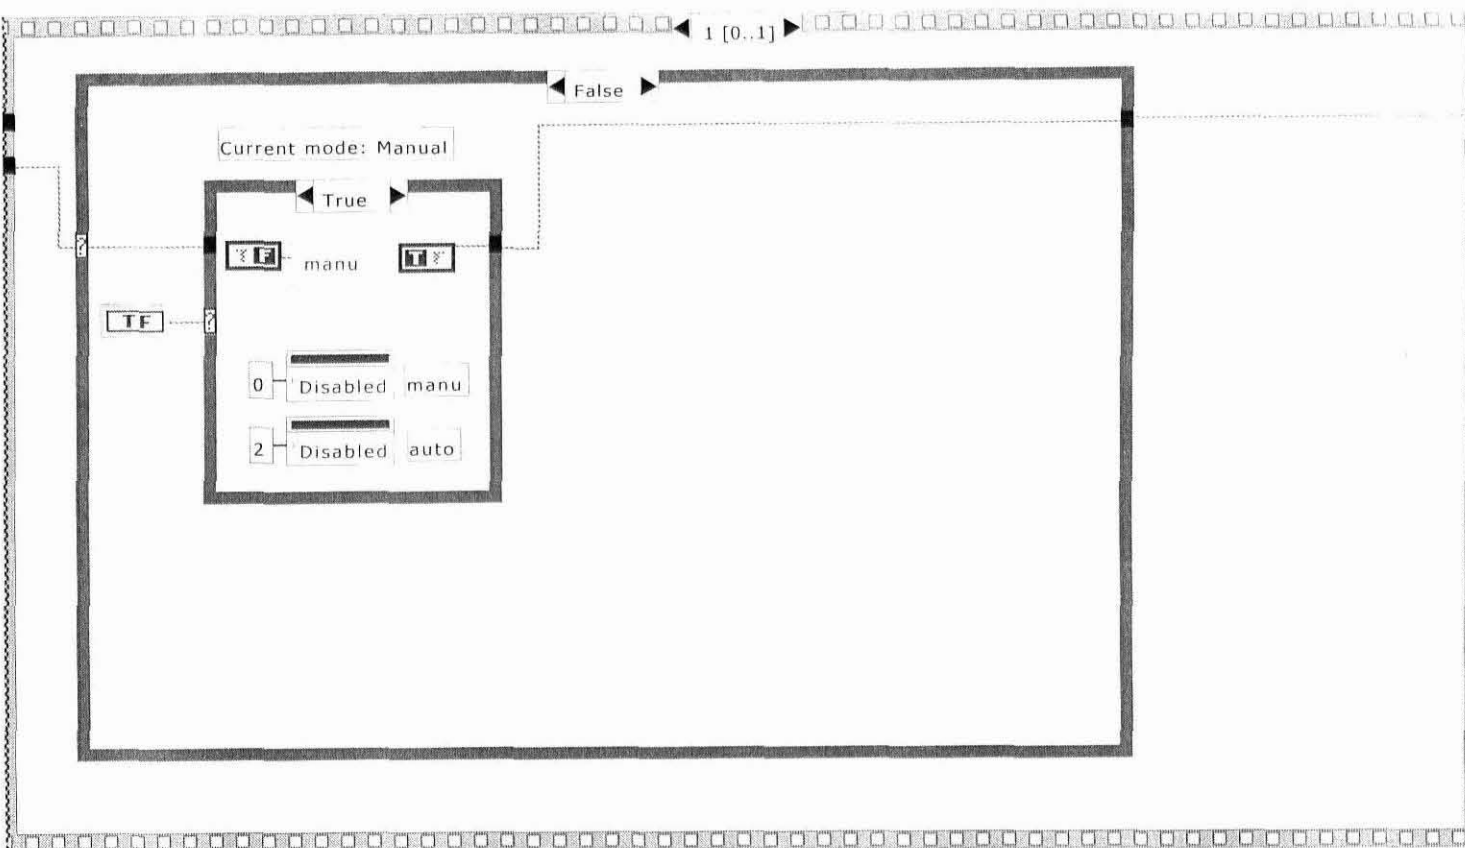 1 [0..1]
False
Current mode: Manual
True
?
F
manu
T
TF
?
0
Disabled
manu
2
Disabled
auto